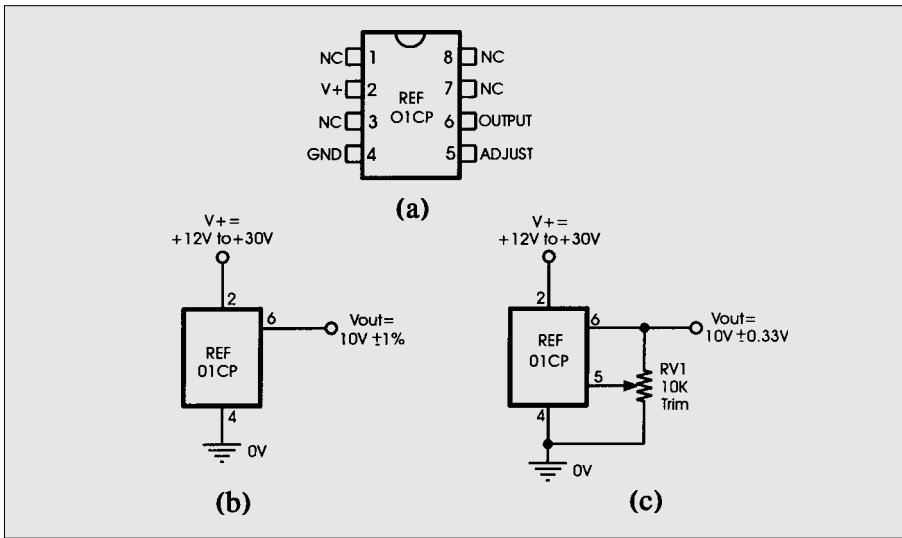 NC 1 8 NC
V+ 2 7 NC
REF
O1CP
NC 3 6 OUTPUT
GND 4 5 ADJUST
(a)
V+=
+12V to+30V
2
6
Vout=
10V ±1%
REF
01CP
4
0V
(b)
V+=
+12V to+30V
2
6
Vout=
10V ±0.33V
REF
01CP
5
RV1
10K
Trim
4
0V
(c)